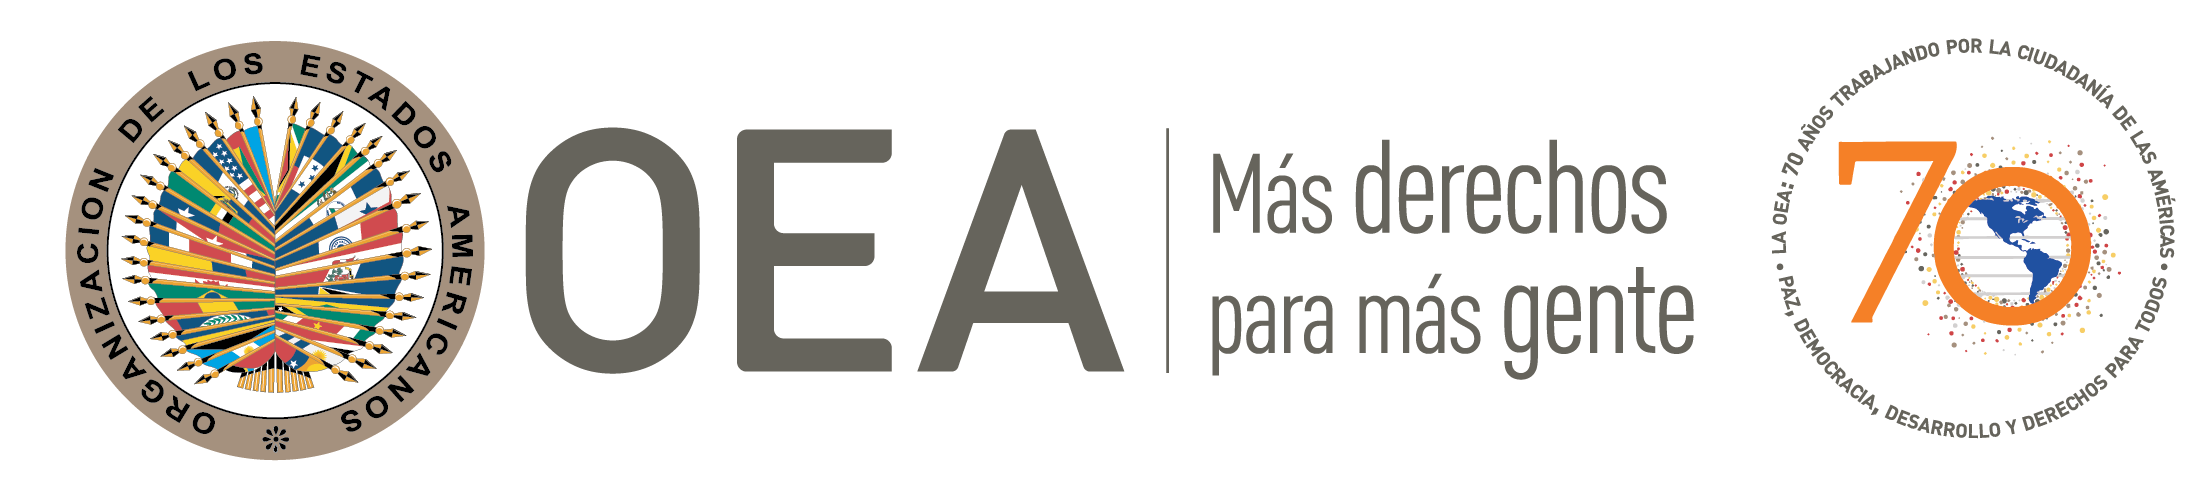 ORGANIZACION DE LOS ESTADOS AMERICANOS
OEA
Más derechos
para más gente
• LA OEA: 70 AÑOS TRABAJANDO POR LA CIUDADANÍA DE LAS AMÉRICAS •
PAZ, DEMOCRACIA, DESARROLLO Y DERECHOS PARA TODOS
70